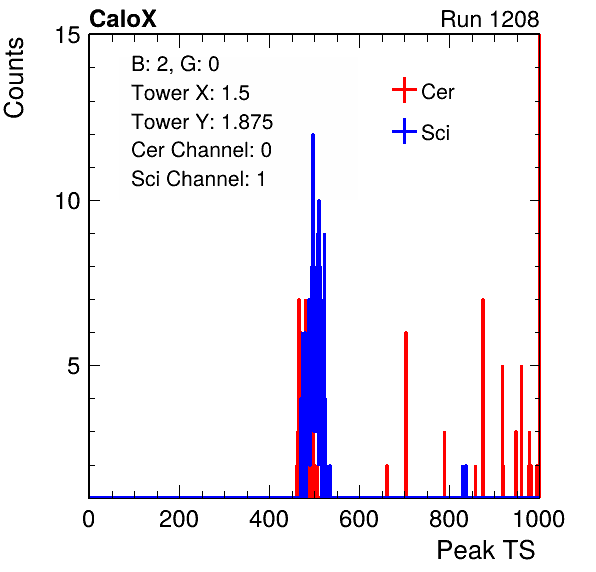 CaloX Run 1208
Counts
15
10
5
B: 2, G: 0
Tower X: 1.5
Tower Y: 1.875
Cer Channel: 0
Sci Channel: 1
Cer
Sci
0 200 400 600 800 1000
Peak TS